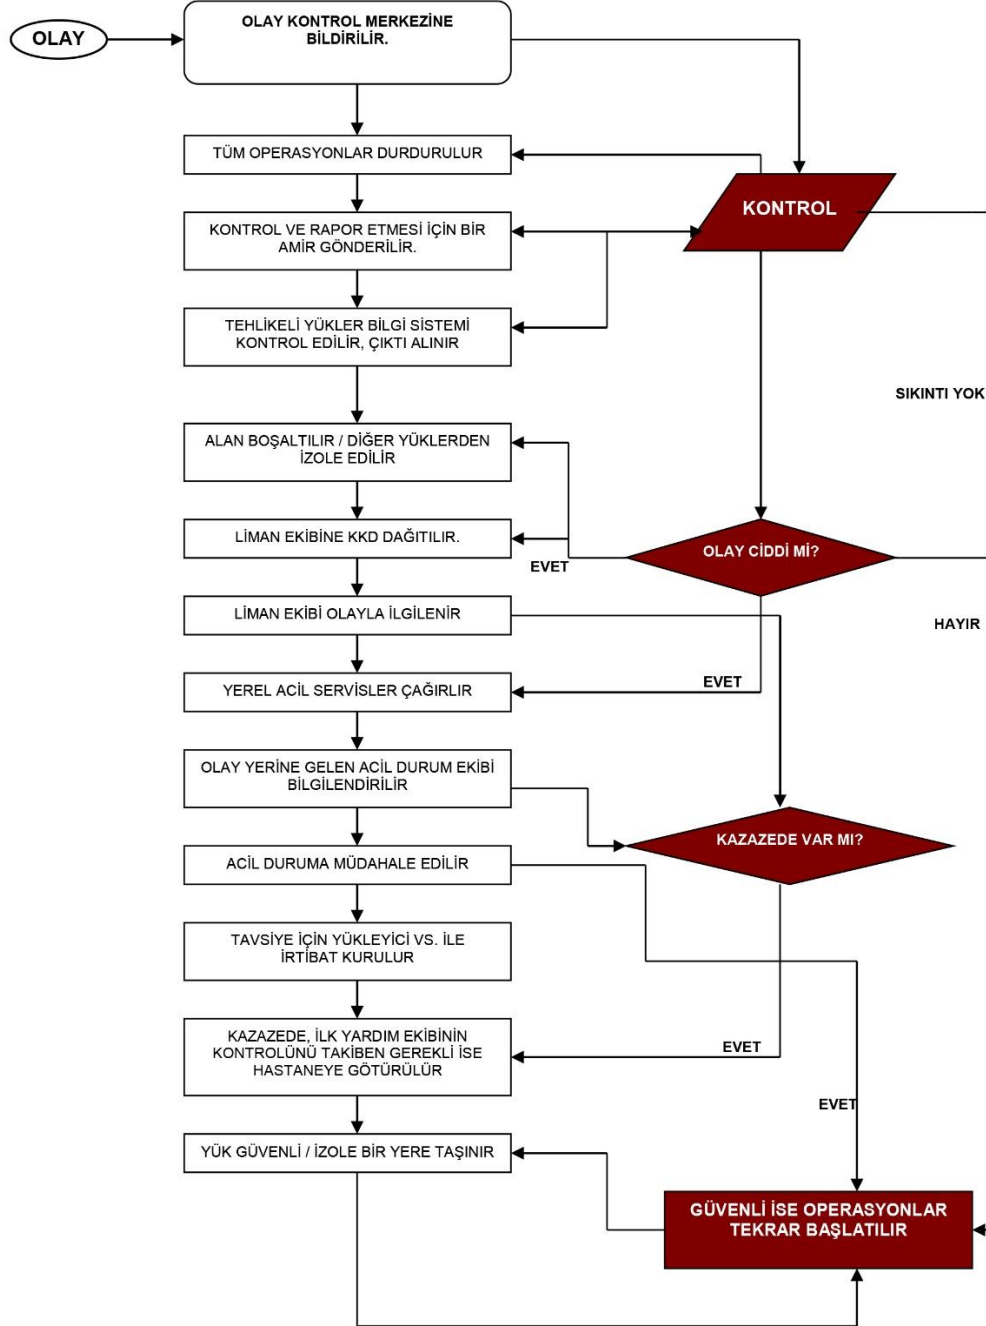 OLAY
OLAY KONTROL MERKEZİNE
BİLDİRİLİR.
TÜM OPERASYONLAR DURDURULUR
KONTROL
KONTROL VE RAPOR ETMESİ İÇİN BİR
AMİR GÖNDERİLİR.
TEHLİKELİ YÜKLER BİLGİ SİSTEMİ
KONTROL EDİLİR, ÇIKTI ALINIR
SIKINTI YOK
ALAN BOŞALTILIR / DİĞER YÜKLERDEN
İZOLE EDİLİR
LİMAN EKİBİNE KKD DAĞITILIR.
OLAY CİDDİ Mİ?
EVET
LİMAN EKİBİ OLAYLA İLGİLENİR
HAYIR
YEREL ACİL SERVİSLER ÇAĞIRLIR
EVET
OLAY YERİNE GELEN ACİL DURUM EKİBİ
BİLGİLENDİRİLİR
KAZAZEDE VAR MI?
ACİL DURUMA MÜDAHALE EDİLİR
TAVSİYE İÇİN YÜKLEYİCİ VS. İLE
İRTİBAT KURULUR
KAZAZEDE, İLK YARDIM EKİBİNİN
KONTROLÜNÜ TAKİBEN GEREKLİ İSE
HASTANEYE GÖTÜRÜLÜR
EVET
EVET
YÜK GÜVENLİ / İZOLE BİR YERE TAŞINIR
GÜVENLİ İSE OPERASYONLAR
TEKRAR BAŞLATILIR